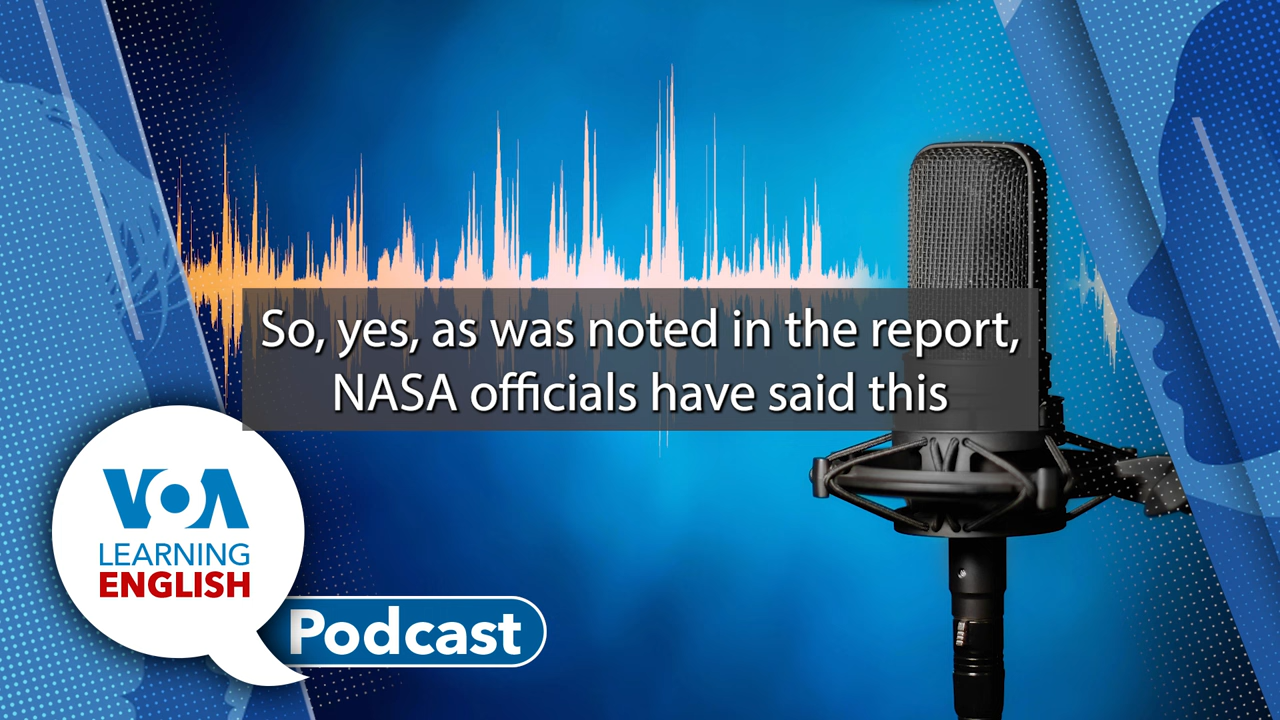 So, yes, as was noted in the report,
NASA officials have said this
VOA
LEARNING
ENGLISH
Podcast